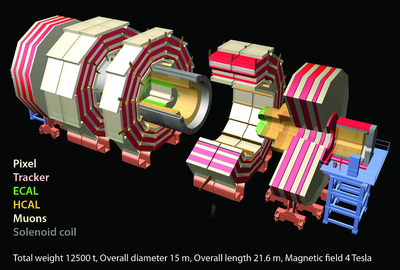 Pixel
Tracker
ECAL
HCAL
Muons
Solenoid coil
Total weight 12500 t, Overall diameter 15 m, Overall length 21.6 m, Magnetic field 4 Tesla